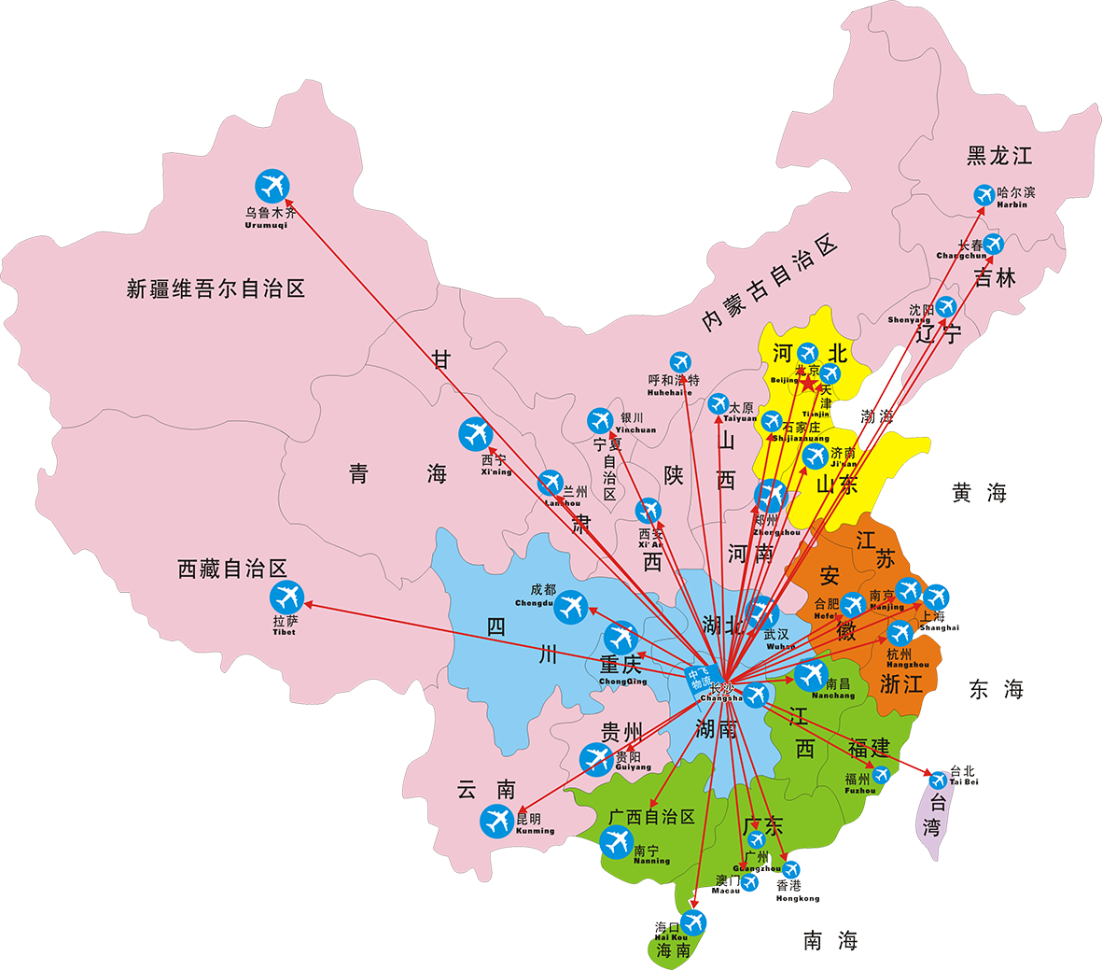 黑龙江
哈尔滨
Harbin
乌鲁木齐
Urumuqi
长春
Changchun
吉林
新疆维吾尔自治区
内蒙古自治区
沈阳
Shenyang
辽宁
甘
河北
北京
Beijing
天津
Tianjin
呼和浩特
Huhehaite
太原
Taiyuan
渤海
银川
Yinchuan
宁夏
自治区
石家庄
Shijiazhuang
山西
西宁
Xi'ning
济南
Ji'nan
青海
陕
山东
兰州
Lanzhou
黄海
肃
郑州
Zhengzhou
西安
Xi'An
西
河南
江苏
西藏自治区
安
成都
Chengdu
拉萨
Tibet
合肥
Hefe
南京
Nanjing
上海
Shanghai
四川
湖北
武汉
Wuhan
徽
杭州
Hangzhou
重庆
ChongQing
中飞
物流
长沙
Changsha
南昌
Nanchang
浙江
东海
江西
贵州
湖南
福建
贵阳
Guiyang
福州
Fuzhou
台北
Tai Bei
云南
台湾
昆明
Kunming
广西自治区
广东
南宁
Nanning
广州
Guangzhou
澳门
Macau
香港
Hongkong
海口
Hai Kou
海南
南海